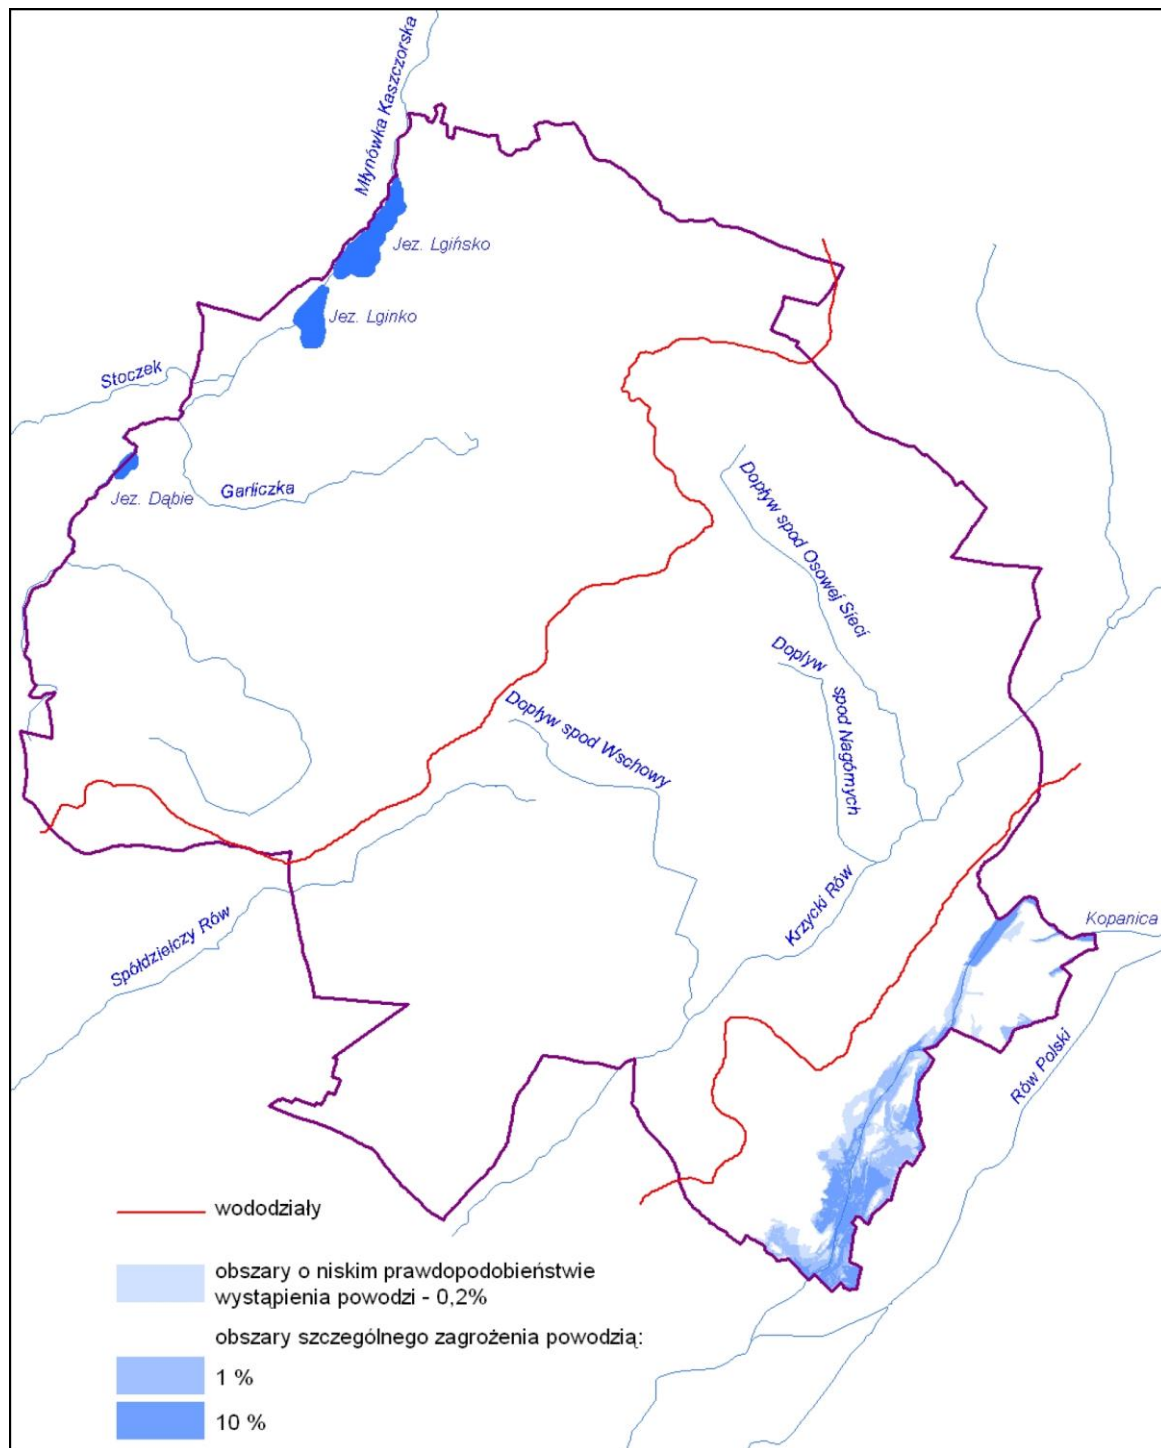 Młynówka Kaszczorska
Jez. Lgińsko
Jez. Lginko
Stoczek
Jez. Dąbie
Garliczka
Dopływ spod Osowej Sieci
Dopływ
spod Nagórnych
Dopływ spod Wschowy
Krzycki Rów
Spółdzielczy Rów
Kopanica
Rów Polski
wododziały
obszary o niskim prawdopodobieństwie
wystąpienia powodzi - 0,2%
obszary szczególnego zagrożenia powodzią:
1 %
10 %